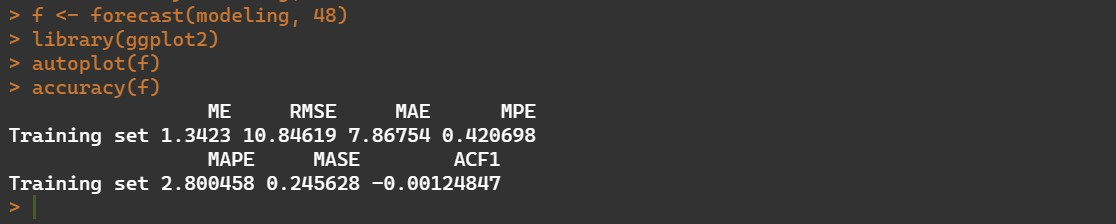 > f <- forecast(modeling, 48)
> library(ggplot2)
> autoplot(f)
> accuracy(f)
                 ME     RMSE     MAE      MPE
Training set 1.3423 10.84619 7.86754 0.420698
                 MAPE     MASE        ACF1
Training set 2.800458 0.245628 -0.00124847
>